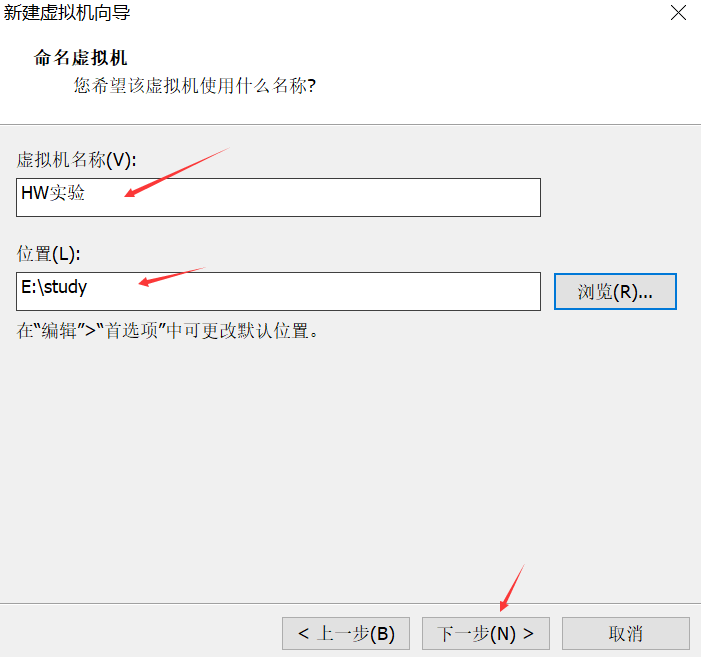 新建虚拟机向导
命名虚拟机
您希望该虚拟机使用什么名称?
虚拟机名称(V):
HW实验
位置(L):
E:\study
浏览(R)...
在“编辑”>“首选项”中可更改默认位置。
< 上一步(B)
下一步(N) >
取消